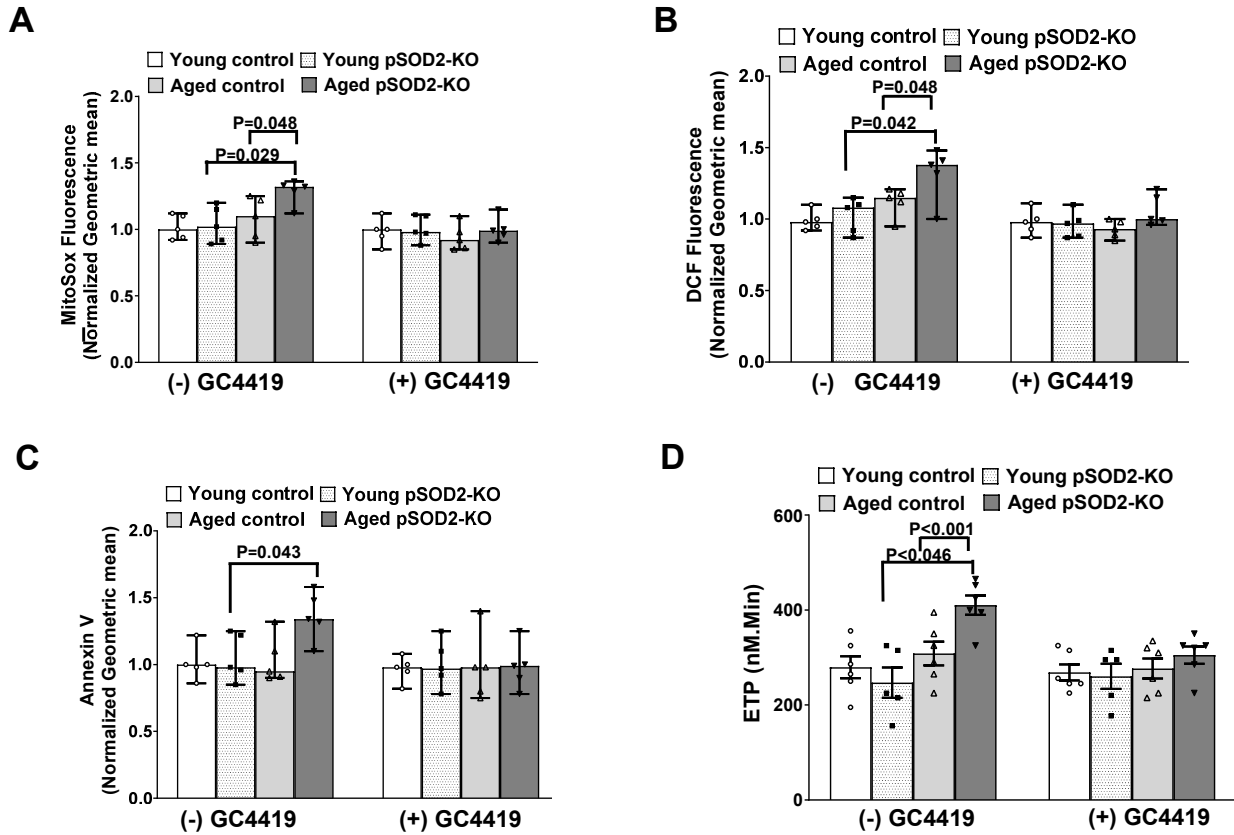 A
Young control Young pSOD2-KO
Aged control Aged pSOD2-KO
MitoSox Fluorescence
(Normalized Geometric mean)
2.0
1.5
1.0
0.5
0.0
P=0.048
P=0.029
(-) GC4419 (+) GC4419
B
Young control Young pSOD2-KO
Aged control Aged pSOD2-KO
DCF Fluorescence
(Normalized Geometric mean)
2.0
1.5
1.0
0.5
0.0
P=0.048
P=0.042
(-) GC4419 (+) GC4419
C
Young control Young pSOD2-KO
Aged control Aged pSOD2-KO
Annexin V
(Normalized Geometric mean)
2.0
1.5
1.0
0.5
0.0
P=0.043
(-) GC4419 (+) GC4419
D
Young control Young pSOD2-KO
Aged control Aged pSOD2-KO
ETP (nM.Min)
600
400
200
0
P<0.001
P<0.046
(-) GC4419 (+) GC4419